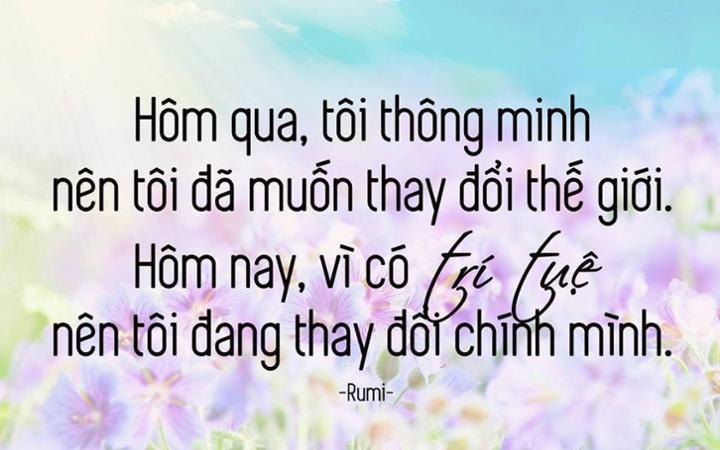 Hôm qua, tôi thông minh
nên tôi đã muốn thay đổi thế giới.
Hôm nay, vì có trí tuệ
nên tôi đang thay đổi chính mình.
-Rumi-